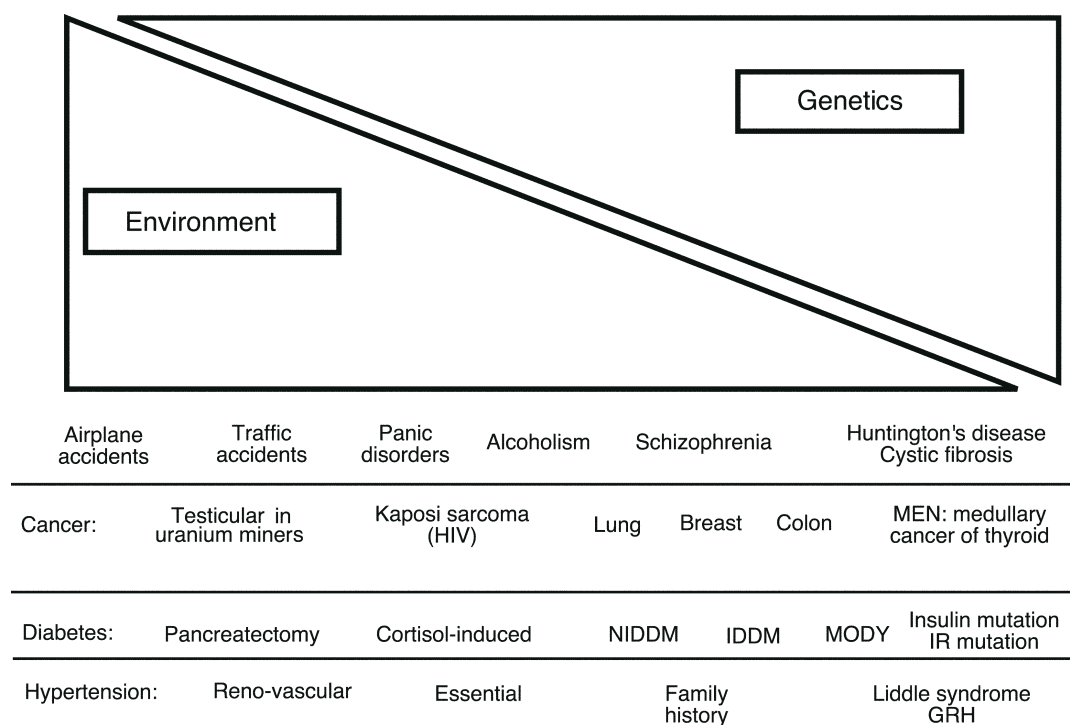 Genetics
Environment
Airplane accidents
Traffic accidents
Panic disorders
Alcoholism
Schizophrenia
Huntington's disease
Cystic fibrosis
Cancer:
Testicular in
uranium miners
Kaposi sarcoma
(HIV)
Lung
Breast
Colon
MEN: medullary
cancer of thyroid
Diabetes:
Pancreatectomy
Cortisol-induced
NIDDM
IDDM
MODY
Insulin mutation
IR mutation
Hypertension:
Reno-vascular
Essential
Family
history
Liddle syndrome
GRH